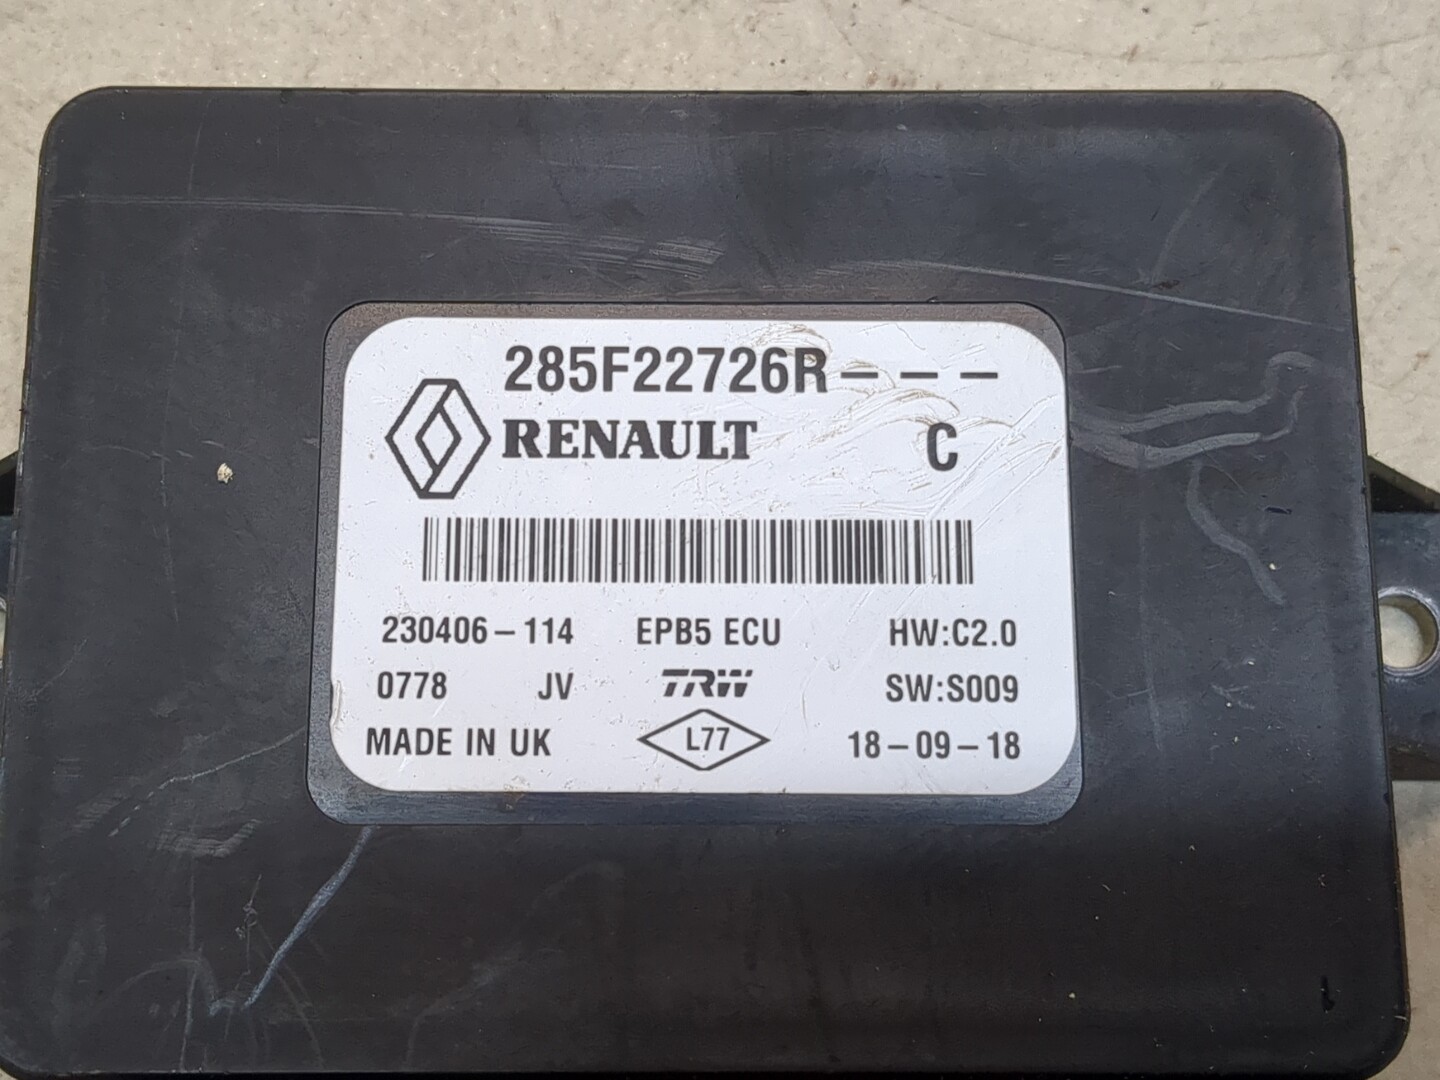 285F22726R---
RENAULT C
230406-114 EPB5 ECU HW:C2.0
0778 JV TRW SW:S009
MADE IN UK L77 18-09-18